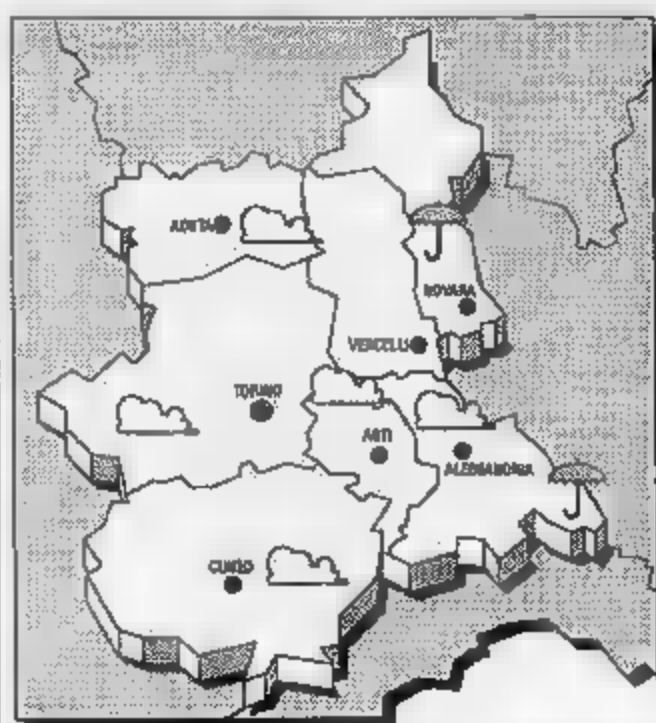 AOSTA
NOVARA
VERCELLI
TORINO
ASTI
ALESSANDRIA
CUNEO